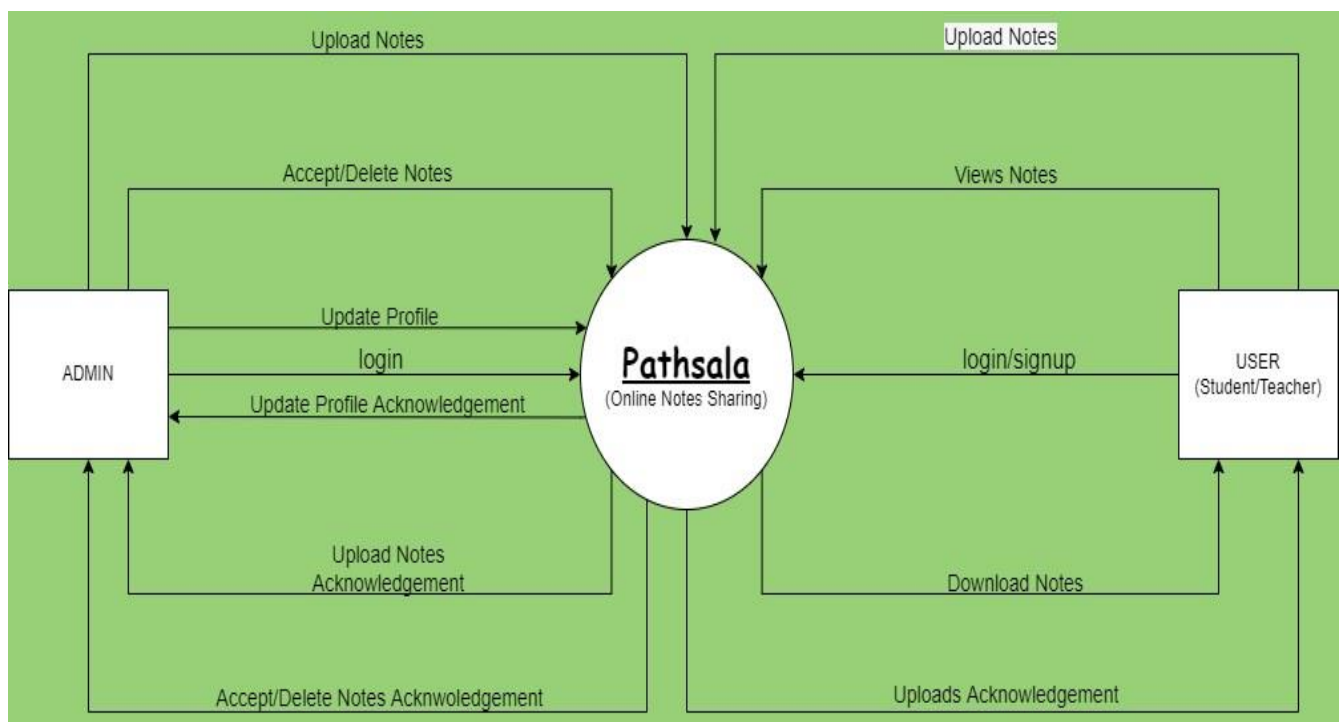 Upload Notes
Upload Notes
Accept/Delete Notes
Views Notes
Update Profile
ADMIN
login
Pathsala
(Online Notes Sharing)
login/signup
USER
(Student/Teacher)
Update Profile Acknowledgement
Upload Notes
Acknowledgement
Download Notes
Accept/Delete Notes Acknwoledgement
Uploads Acknowledgement